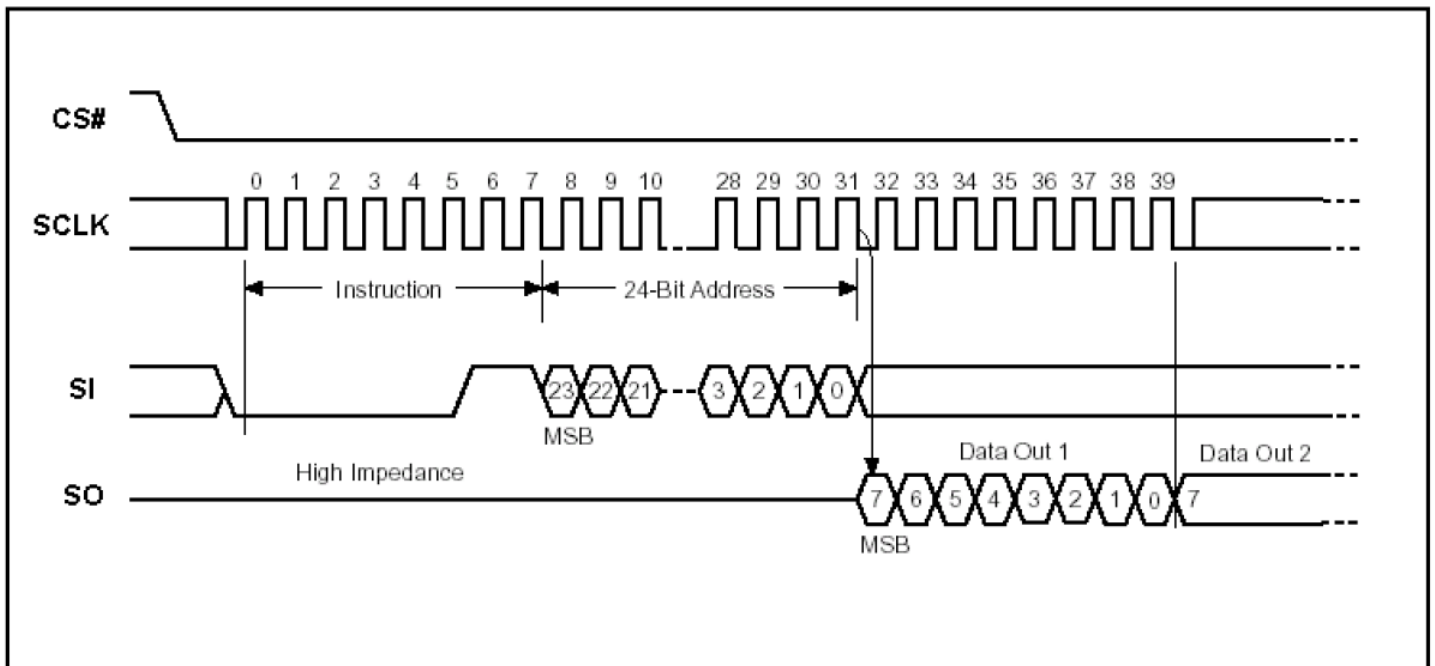 CS#
0 1 2 3 4 5 6 7 8 9 10 28 29 30 31 32 33 34 35 36 37 38 39
SCLK
Instruction 24-Bit Address
SI 23 22 21 3 2 1 0
MSB
High Impedance Data Out 1 Data Out 2
SO 7 6 5 4 3 2 1 0 7
MSB